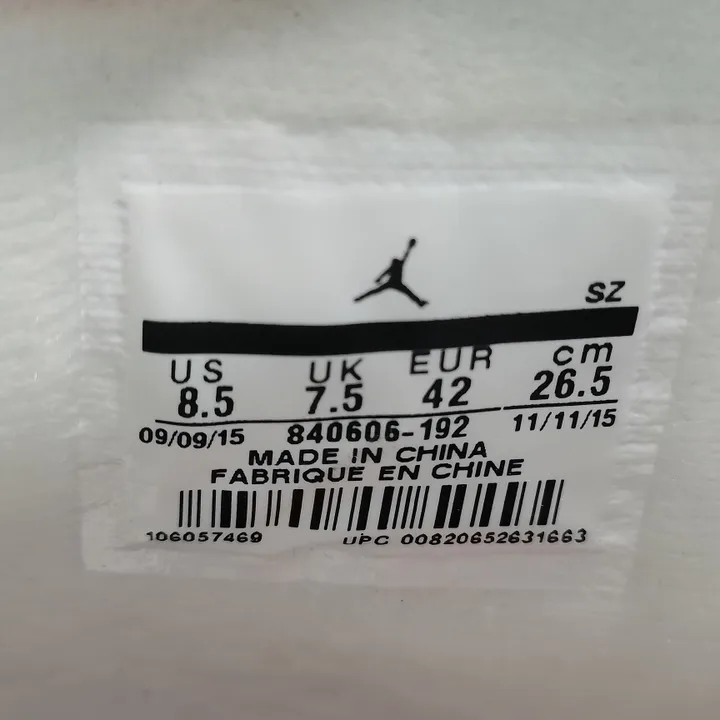 SZ
US UK EUR cm
8.5 7.5 42 26.5
09/09/15 840606-192 11/11/15
MADE IN CHINA
FABRIQUE EN CHINE
106057469 UPC 00820652631663